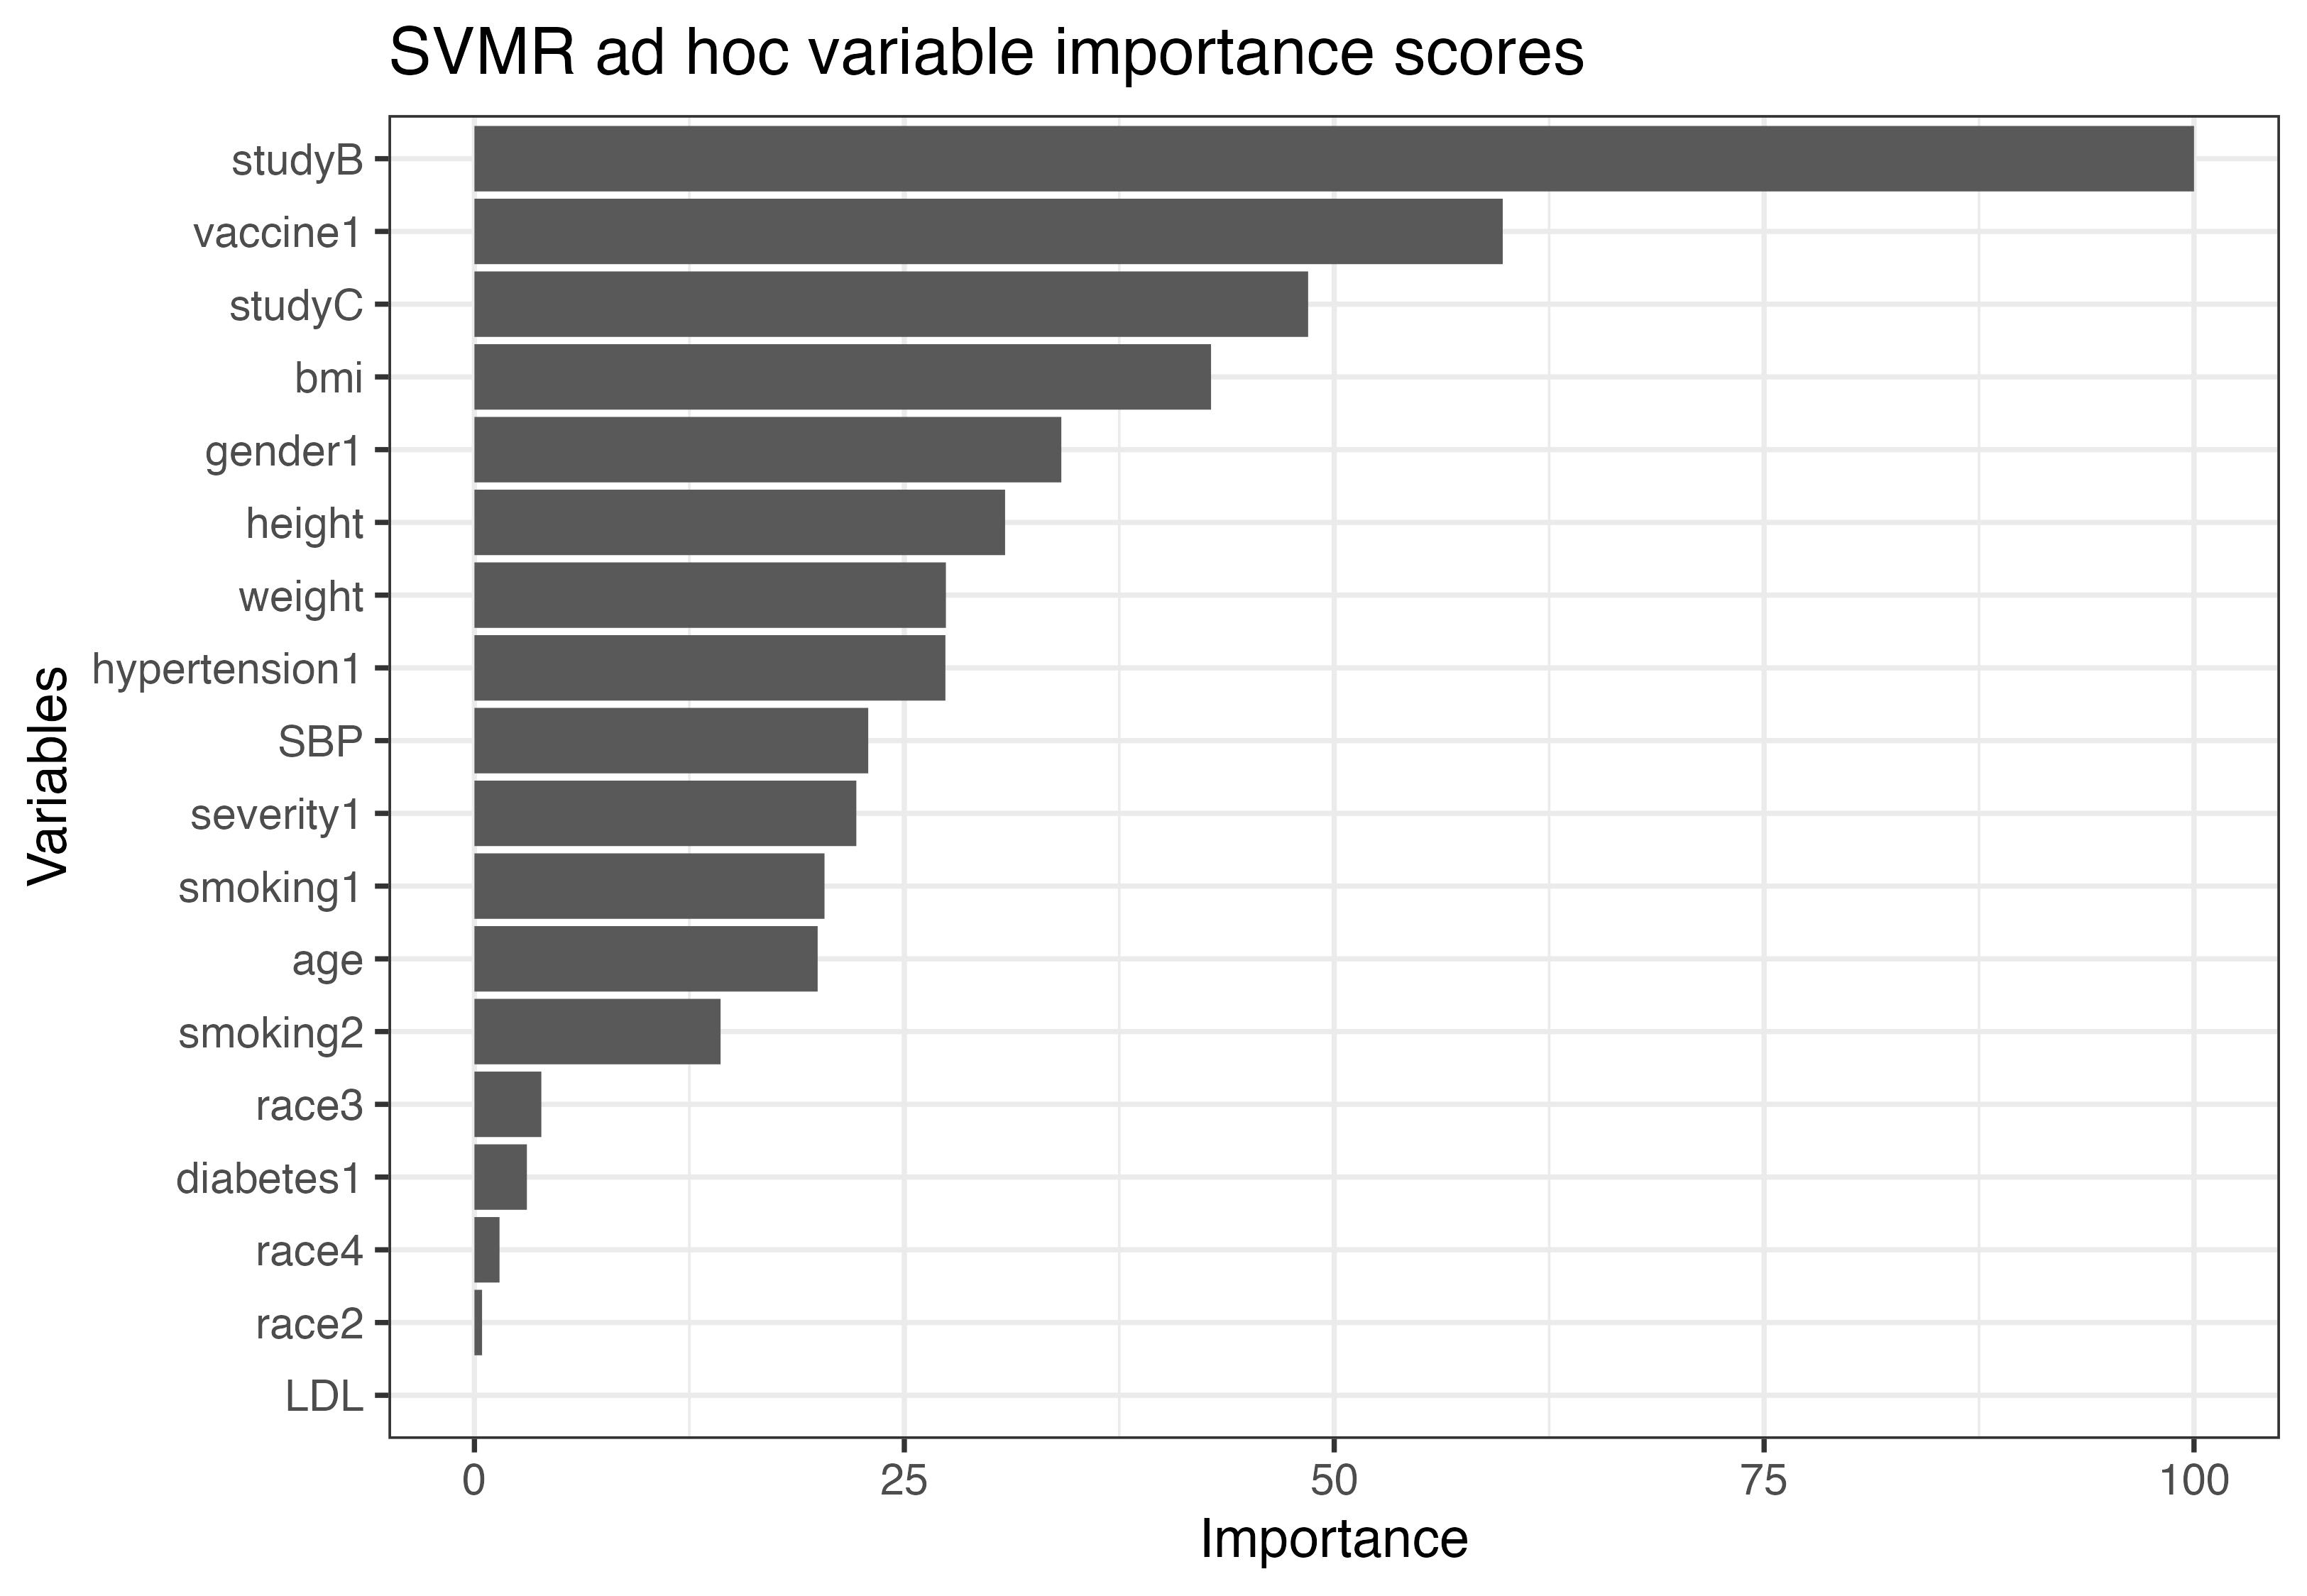 SVMR ad hoc variable importance scores
studyB
vaccine1
studyC
bmi
gender1
height
weight
hypertension1
SBP
severity1
smoking1
age
smoking2
race3
diabetes1
race4
race2
LDL
Variables
0 25 50 75 100
Importance